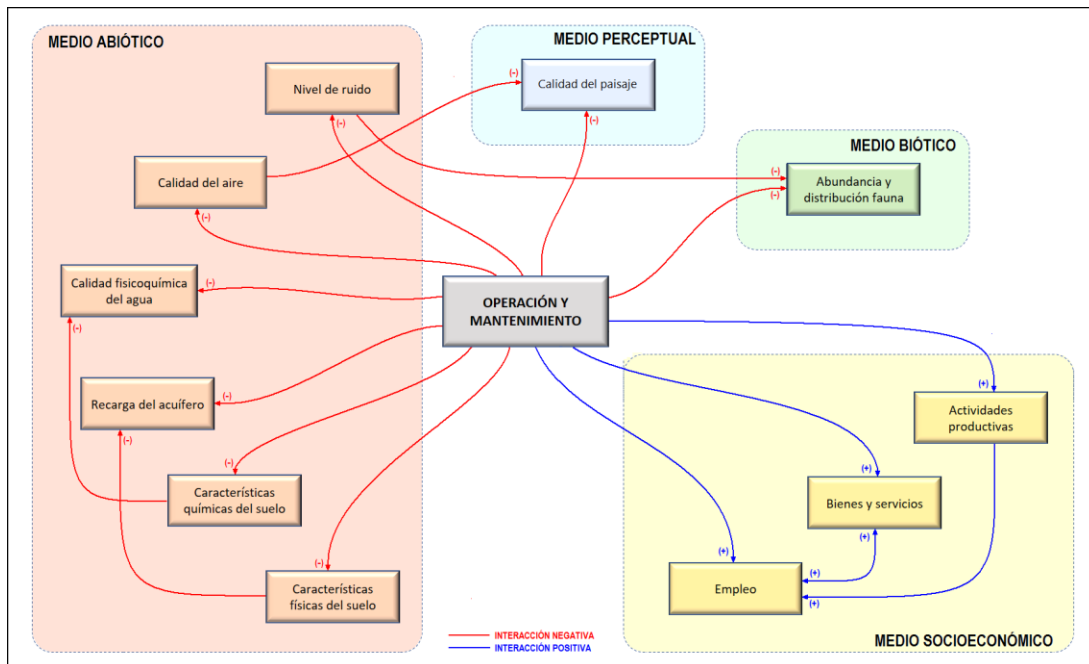 MEDIO ABIÓTICO
MEDIO PERCEPTUAL
Nivel de ruido
(-)
Calidad del paisaje
(-)
(-)
MEDIO BIÓTICO
Calidad del aire
(-)
(-)
Abundancia y
distribución fauna
(-)
Calidad fisicoquímica
del agua
(-)
(-)
OPERACIÓN Y
MANTENIMIENTO
Recarga del acuífero
(-)
(-)
(+)
Actividades
productivas
(-)
Características
químicas del suelo
(+)
Bienes y servicios
(+)
(-)
Características
físicas del suelo
(+)
Empleo
(+)
(+)
INTERACCIÓN NEGATIVA
INTERACCIÓN POSITIVA
MEDIO SOCIOECONÓMICO